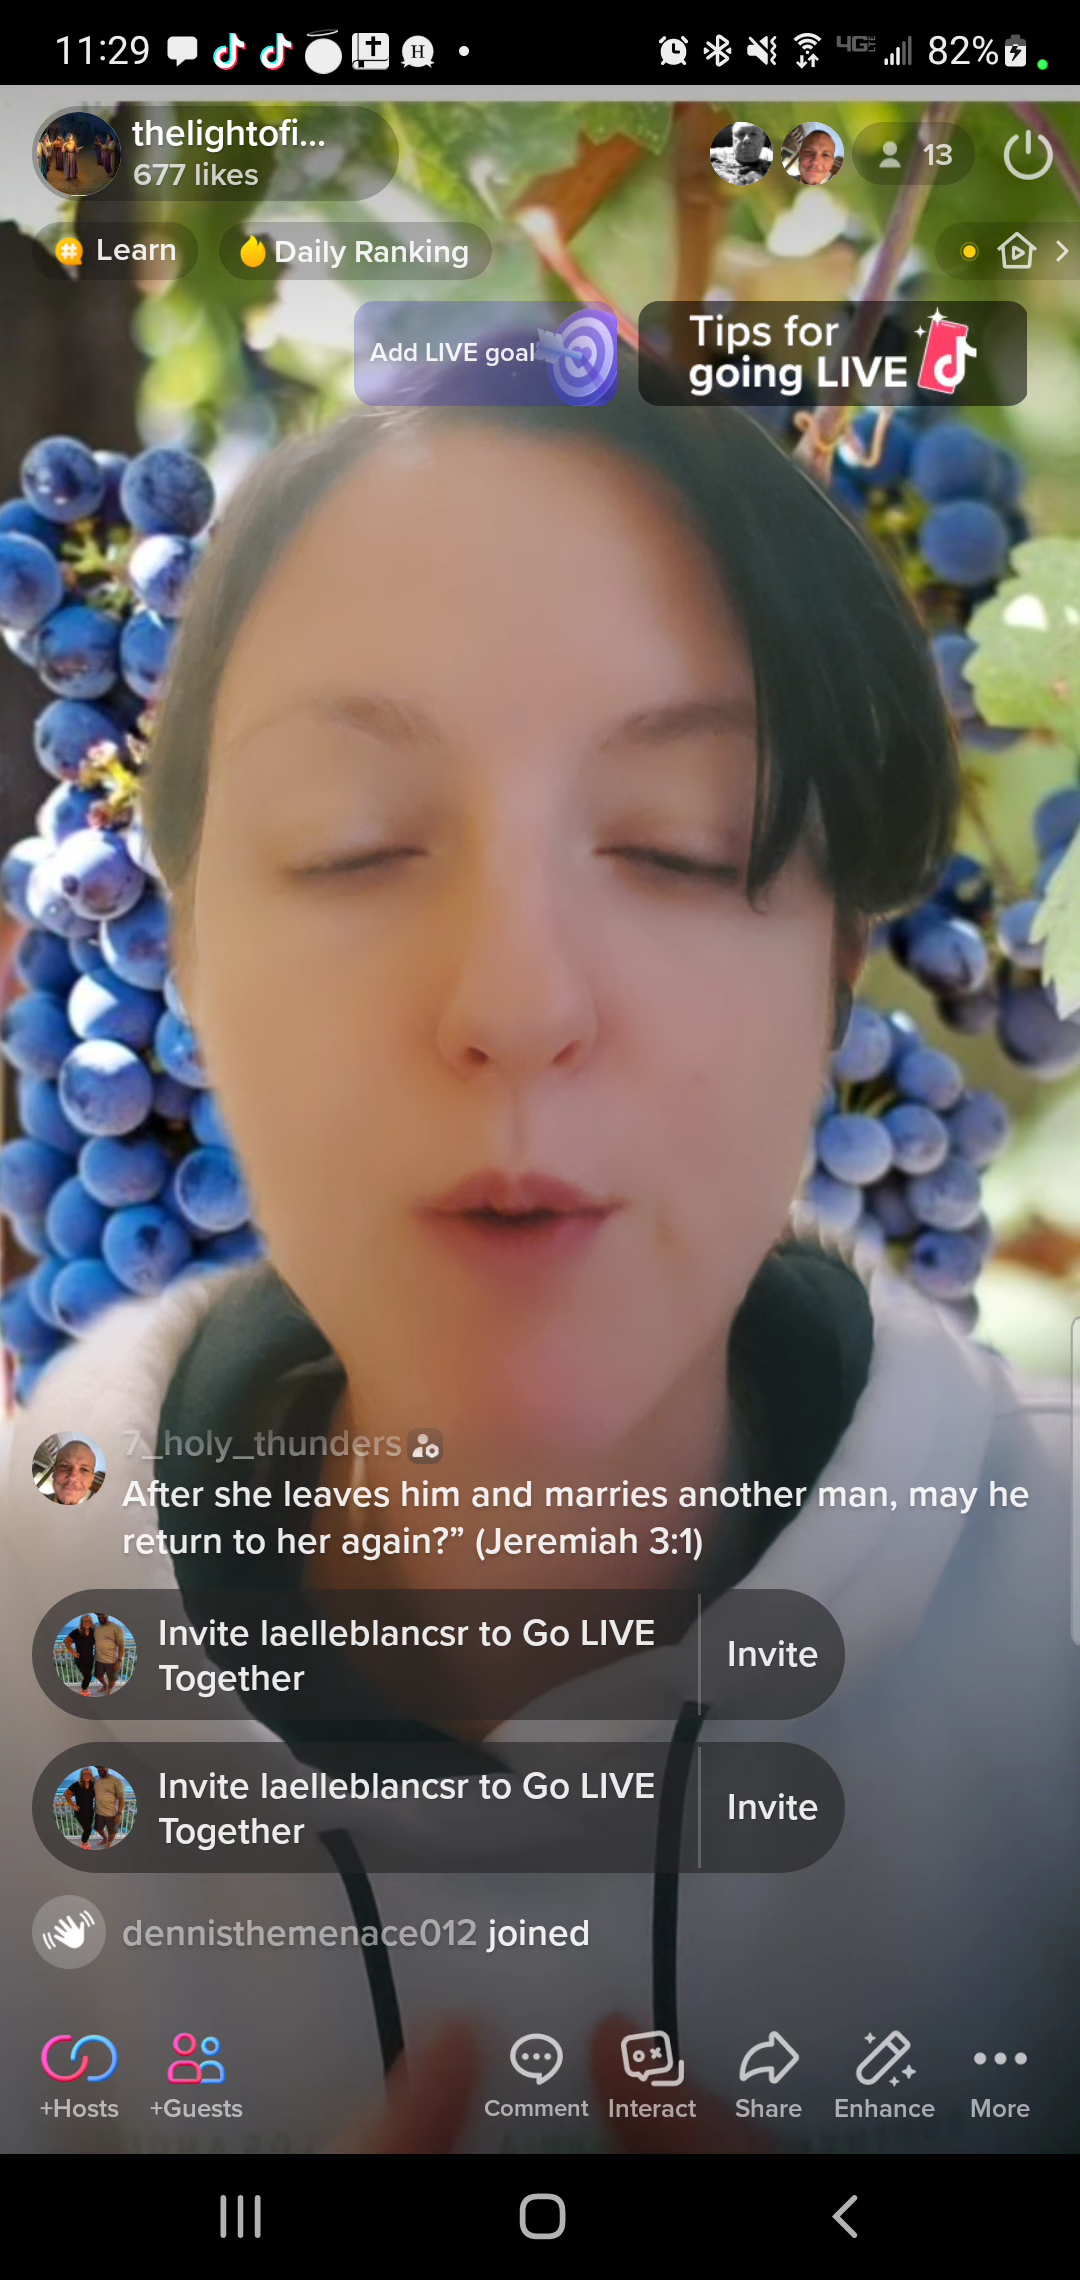 11:29
H
4G LTE
82%
thelightofi...
677 likes
13
# Learn
Daily Ranking
Add LIVE goal
Tips for
going LIVE
7_holy_thunders
After she leaves him and marries another man, may he
return to her again?” (Jeremiah 3:1)
Invite laelleblancsr to Go LIVE
Together
Invite
Invite laelleblancsr to Go LIVE
Together
Invite
dennisthemenace012 joined
+Hosts
+Guests
Comment
Interact
Share
Enhance
More